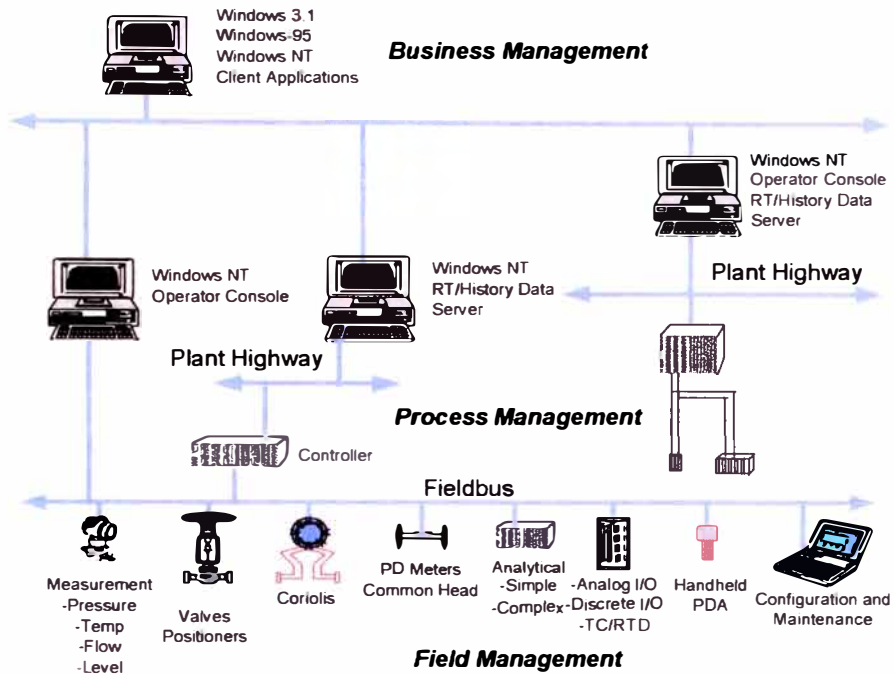 Windows 3.1
Windows-95
Windows NT
Client Applications
Business Management
Windows NT
Operator Console
RT/History Data
Server
Windows NT
Operator Console
Windows NT
RT/History Data
Server
Plant Highway
Plant Highway
Process Management
Controller
Fieldbus
Measurement
-Pressure
-Temp
-Flow
-Level
Valves
Positioners
Coriolis
PD Meters
Common Head
Analytical
-Simple
-Complex
-Analog I/O
-Discrete I/O
-TC/RTD
Handheld
PDA
Configuration and
Maintenance
Field Management